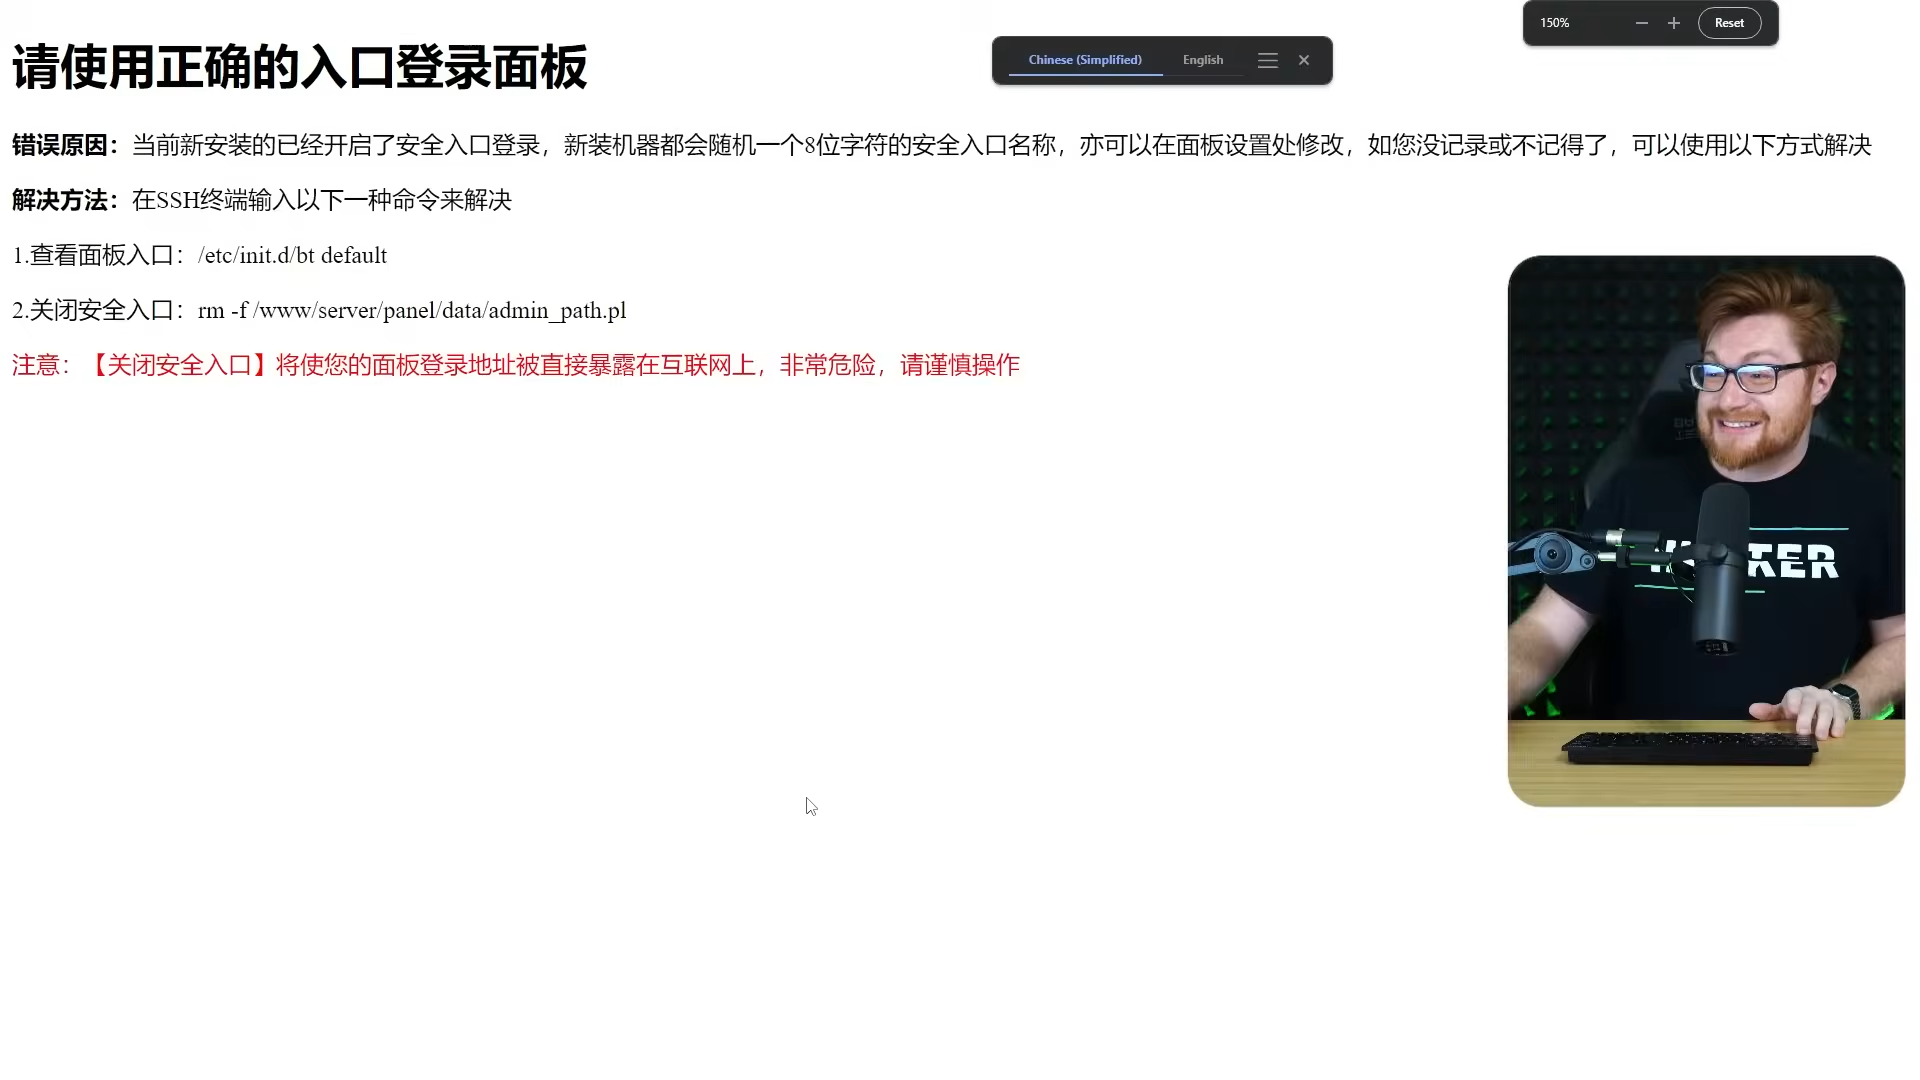 150%
Reset
Chinese (Simplified) English
请使用正确的入口登录面板
错误原因：当前新安装的已经开启了安全入口登录，新装机器都会随机一个8位字符的安全入口名称，亦可以在面板设置处修改，如您没记录或不记得了，可以使用以下方式解决
解决方法：在SSH终端输入以下一种命令来解决
1.查看面板入口：/etc/init.d/bt default
2.关闭安全入口：rm -f /www/server/panel/data/admin_path.pl
注意：【关闭安全入口】将使您的面板登录地址被直接暴露在互联网上，非常危险，请谨慎操作